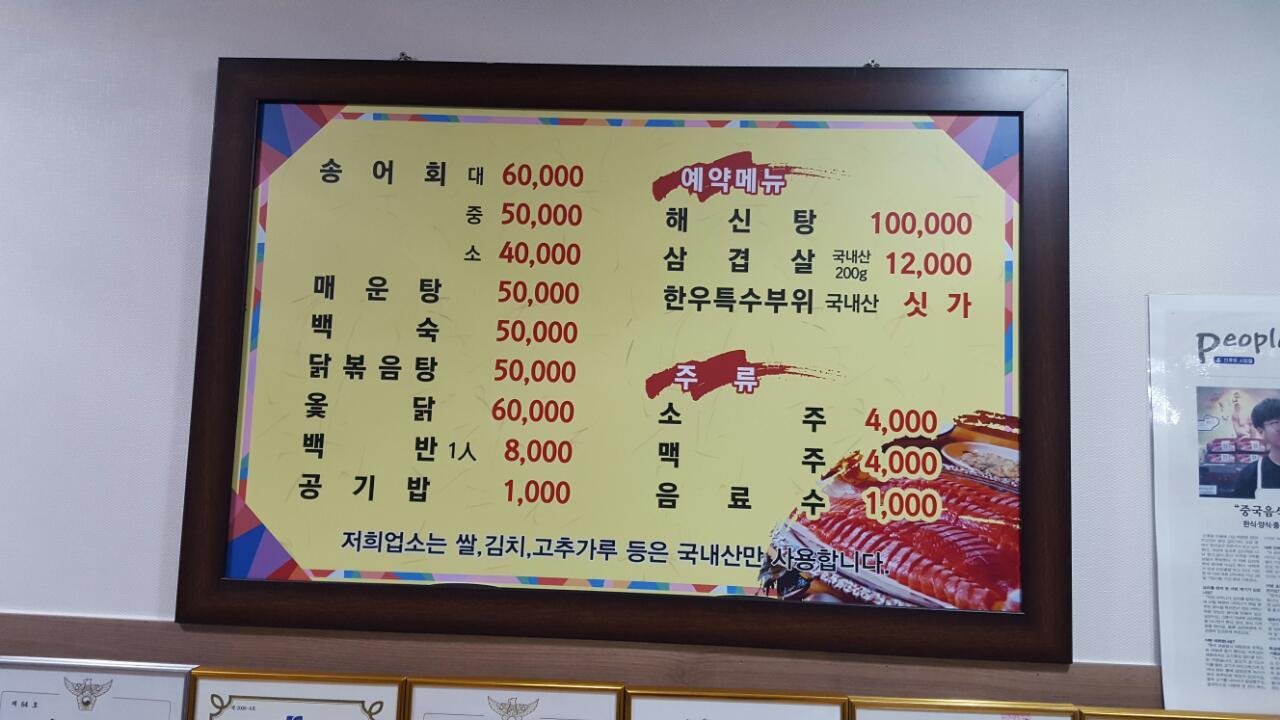 송어회 대 60,000
중 50,000
소 40,000
매운탕 50,000
백숙 50,000
닭볶음탕 50,000
옻닭 60,000
백반 1人 8,000
공기밥 1,000
예약메뉴
해신탕 100,000
삼겹살 국내산 200g 12,000
한우특수부위 국내산 싯가
주류
소주 4,000
맥주 4,000
음료수 1,000
저희업소는 쌀,김치,고추가루 등은 국내산만 사용합니다.
Peopl
"중국음
제 64 호